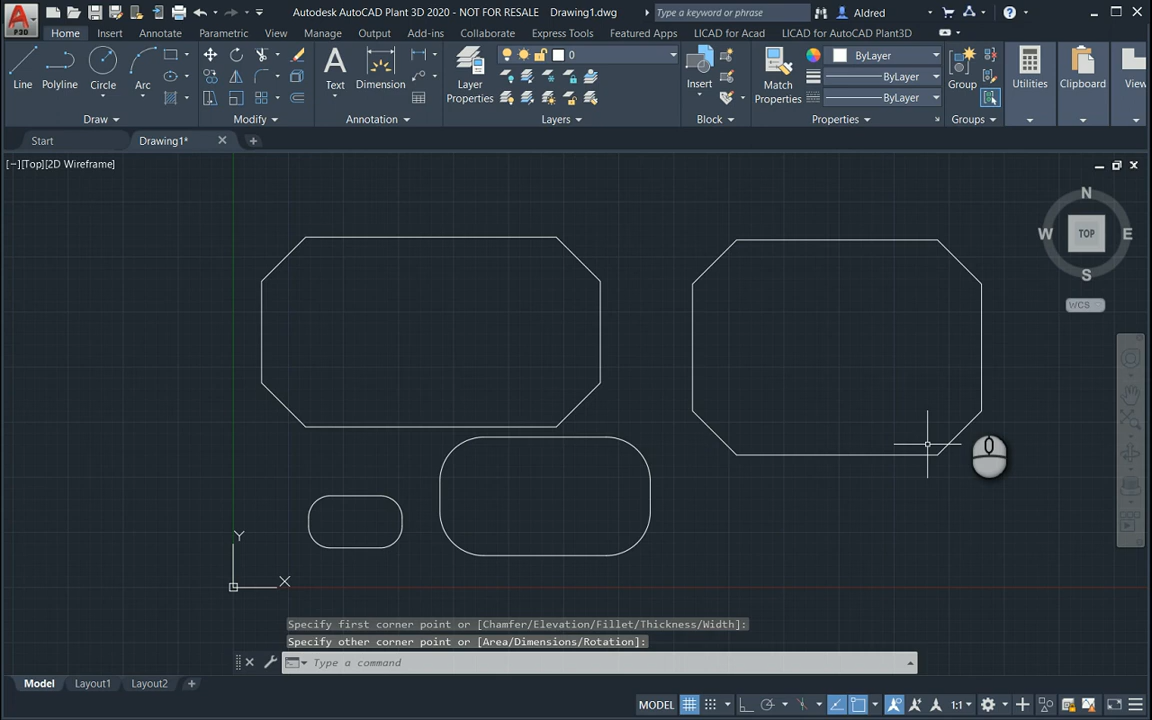 Autodesk AutoCAD Plant 3D 2020 - NOT FOR RESALE Drawing1.dwg Type a keyword or phrase Aldred
P3D
Home Insert Annotate Parametric View Manage Output Add-ins Collaborate Express Tools Featured Apps LICAD for Acad LICAD for AutoCAD Plant3D
Line Polyline Circle Arc Text Dimension Layer Properties 0 Insert Match Properties ByLayer ByLayer ByLayer Group Utilities Clipboard View
Draw Modify Annotation Layers Block Properties Groups
Start Drawing1*
[−][Top][2D Wireframe]
N
W TOP E
S
WCS
Y
X
Specify first corner point or [Chamfer/Elevation/Fillet/Thickness/Width]:
Specify other corner point or [Area/Dimensions/Rotation]:
Type a command
Model Layout1 Layout2
MODEL 1:1